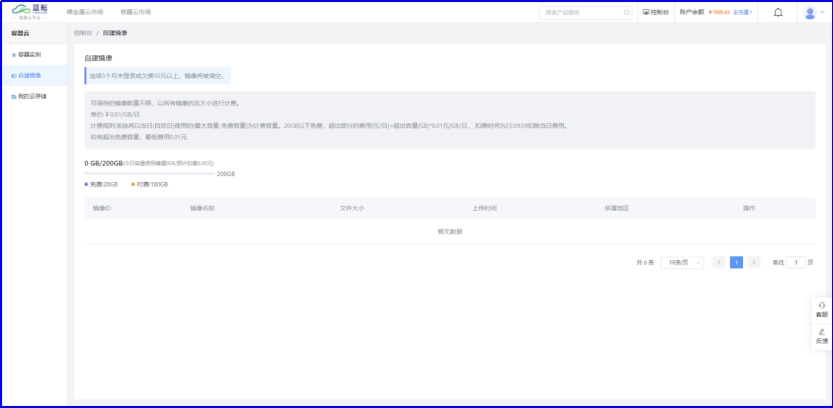 蓝耘
裸金属云市场 容器云市场
控制台 账户余额 去充值>
容器云
控制台 / 自建镜像
容器实例
自建镜像
我的云存储
自建镜像
连续3个月未登录或欠费50元以上，镜像将被清空。
可保存的镜像数量不限，以所有镜像的总大小进行计费。
单价:￥0.01/GB/日
计费规则:系统将以当日(自然日)使用的(最大容量-免费容量)为计费容量。20GB以下免费，超出部分的费用(元/日)=超出容量(GB)*0.01元/GB/日， 扣费时间为23:59:59扣除当日费用。
如有超出免费容量，最低费用0.01元
0 GB/200GB(今日容量使用峰值0GB,预计扣费0.00元)
200GB
免费:20GB 付费:180GB
镜像ID 镜像名称 文件大小 上传时间 所属地区 操作
暂无数据
共 0 条 10条/页 1 前往 1 页
客服
反馈